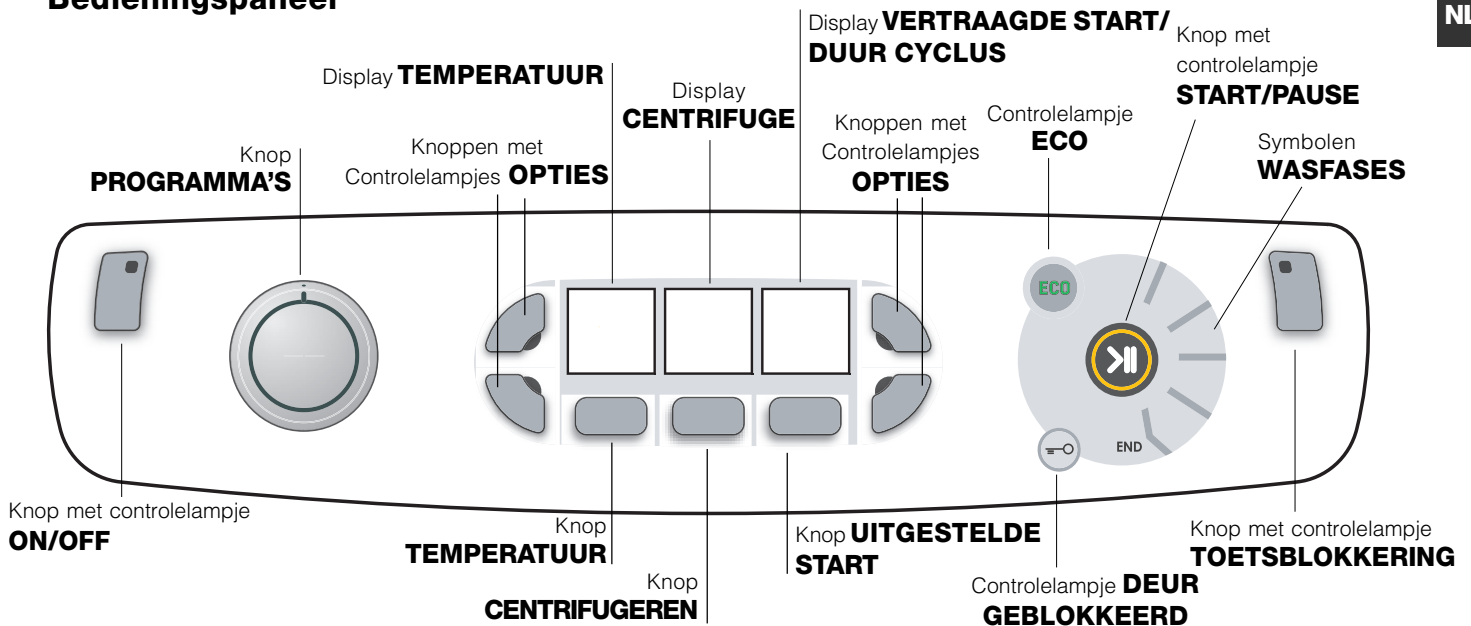 Bedieningspaneel
NL
Display VERTRAAGDE START/
DUUR CYCLUS
Knop met
controlelampje
START/PAUSE
Display TEMPERATUUR
Display
CENTRIFUGE
Knoppen met
Controlelampjes
OPTIES
Controlelampje
ECO
Symbolen
WASFASES
Knop
PROGRAMMA'S
Knoppen met
Controlelampjes OPTIES
ECO
END
Knop met controlelampje
ON/OFF
Knop
TEMPERATUUR
Knop
CENTRIFUGEREN
Knop UITGESTELDE
START
Controlelampje DEUR
GEBLOKKEERD
Knop met controlelampje
TOETSBLOKKERING